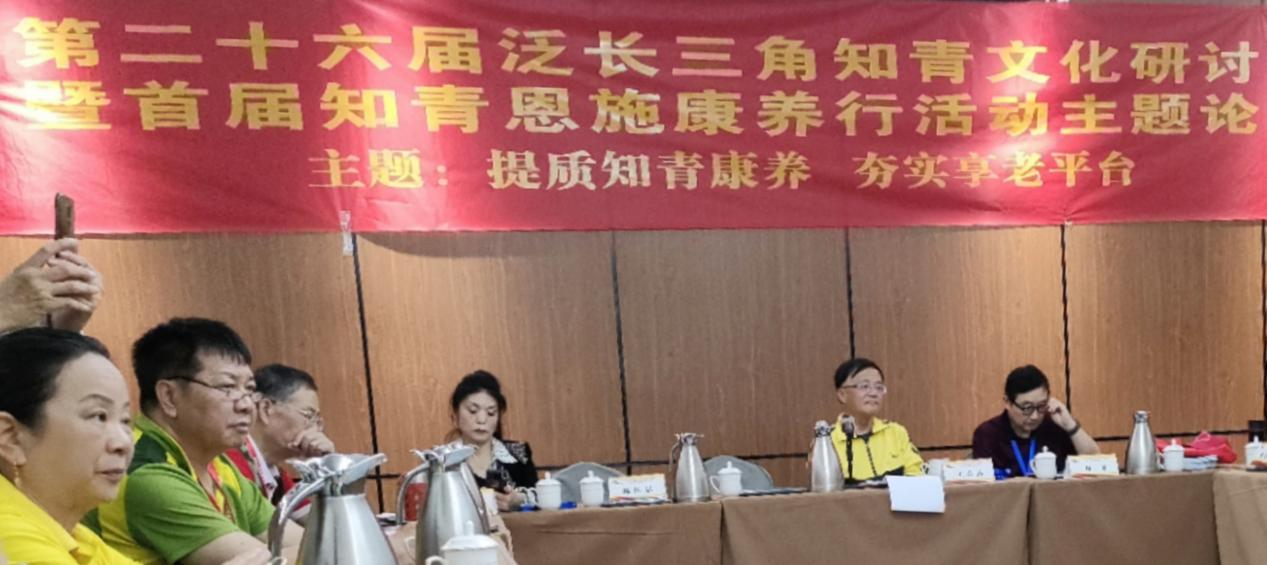 第二十六届泛长三角知青文化研讨
暨首届知青恩施康养行活动主题论
主题：提质知青康养 夯实享老平台